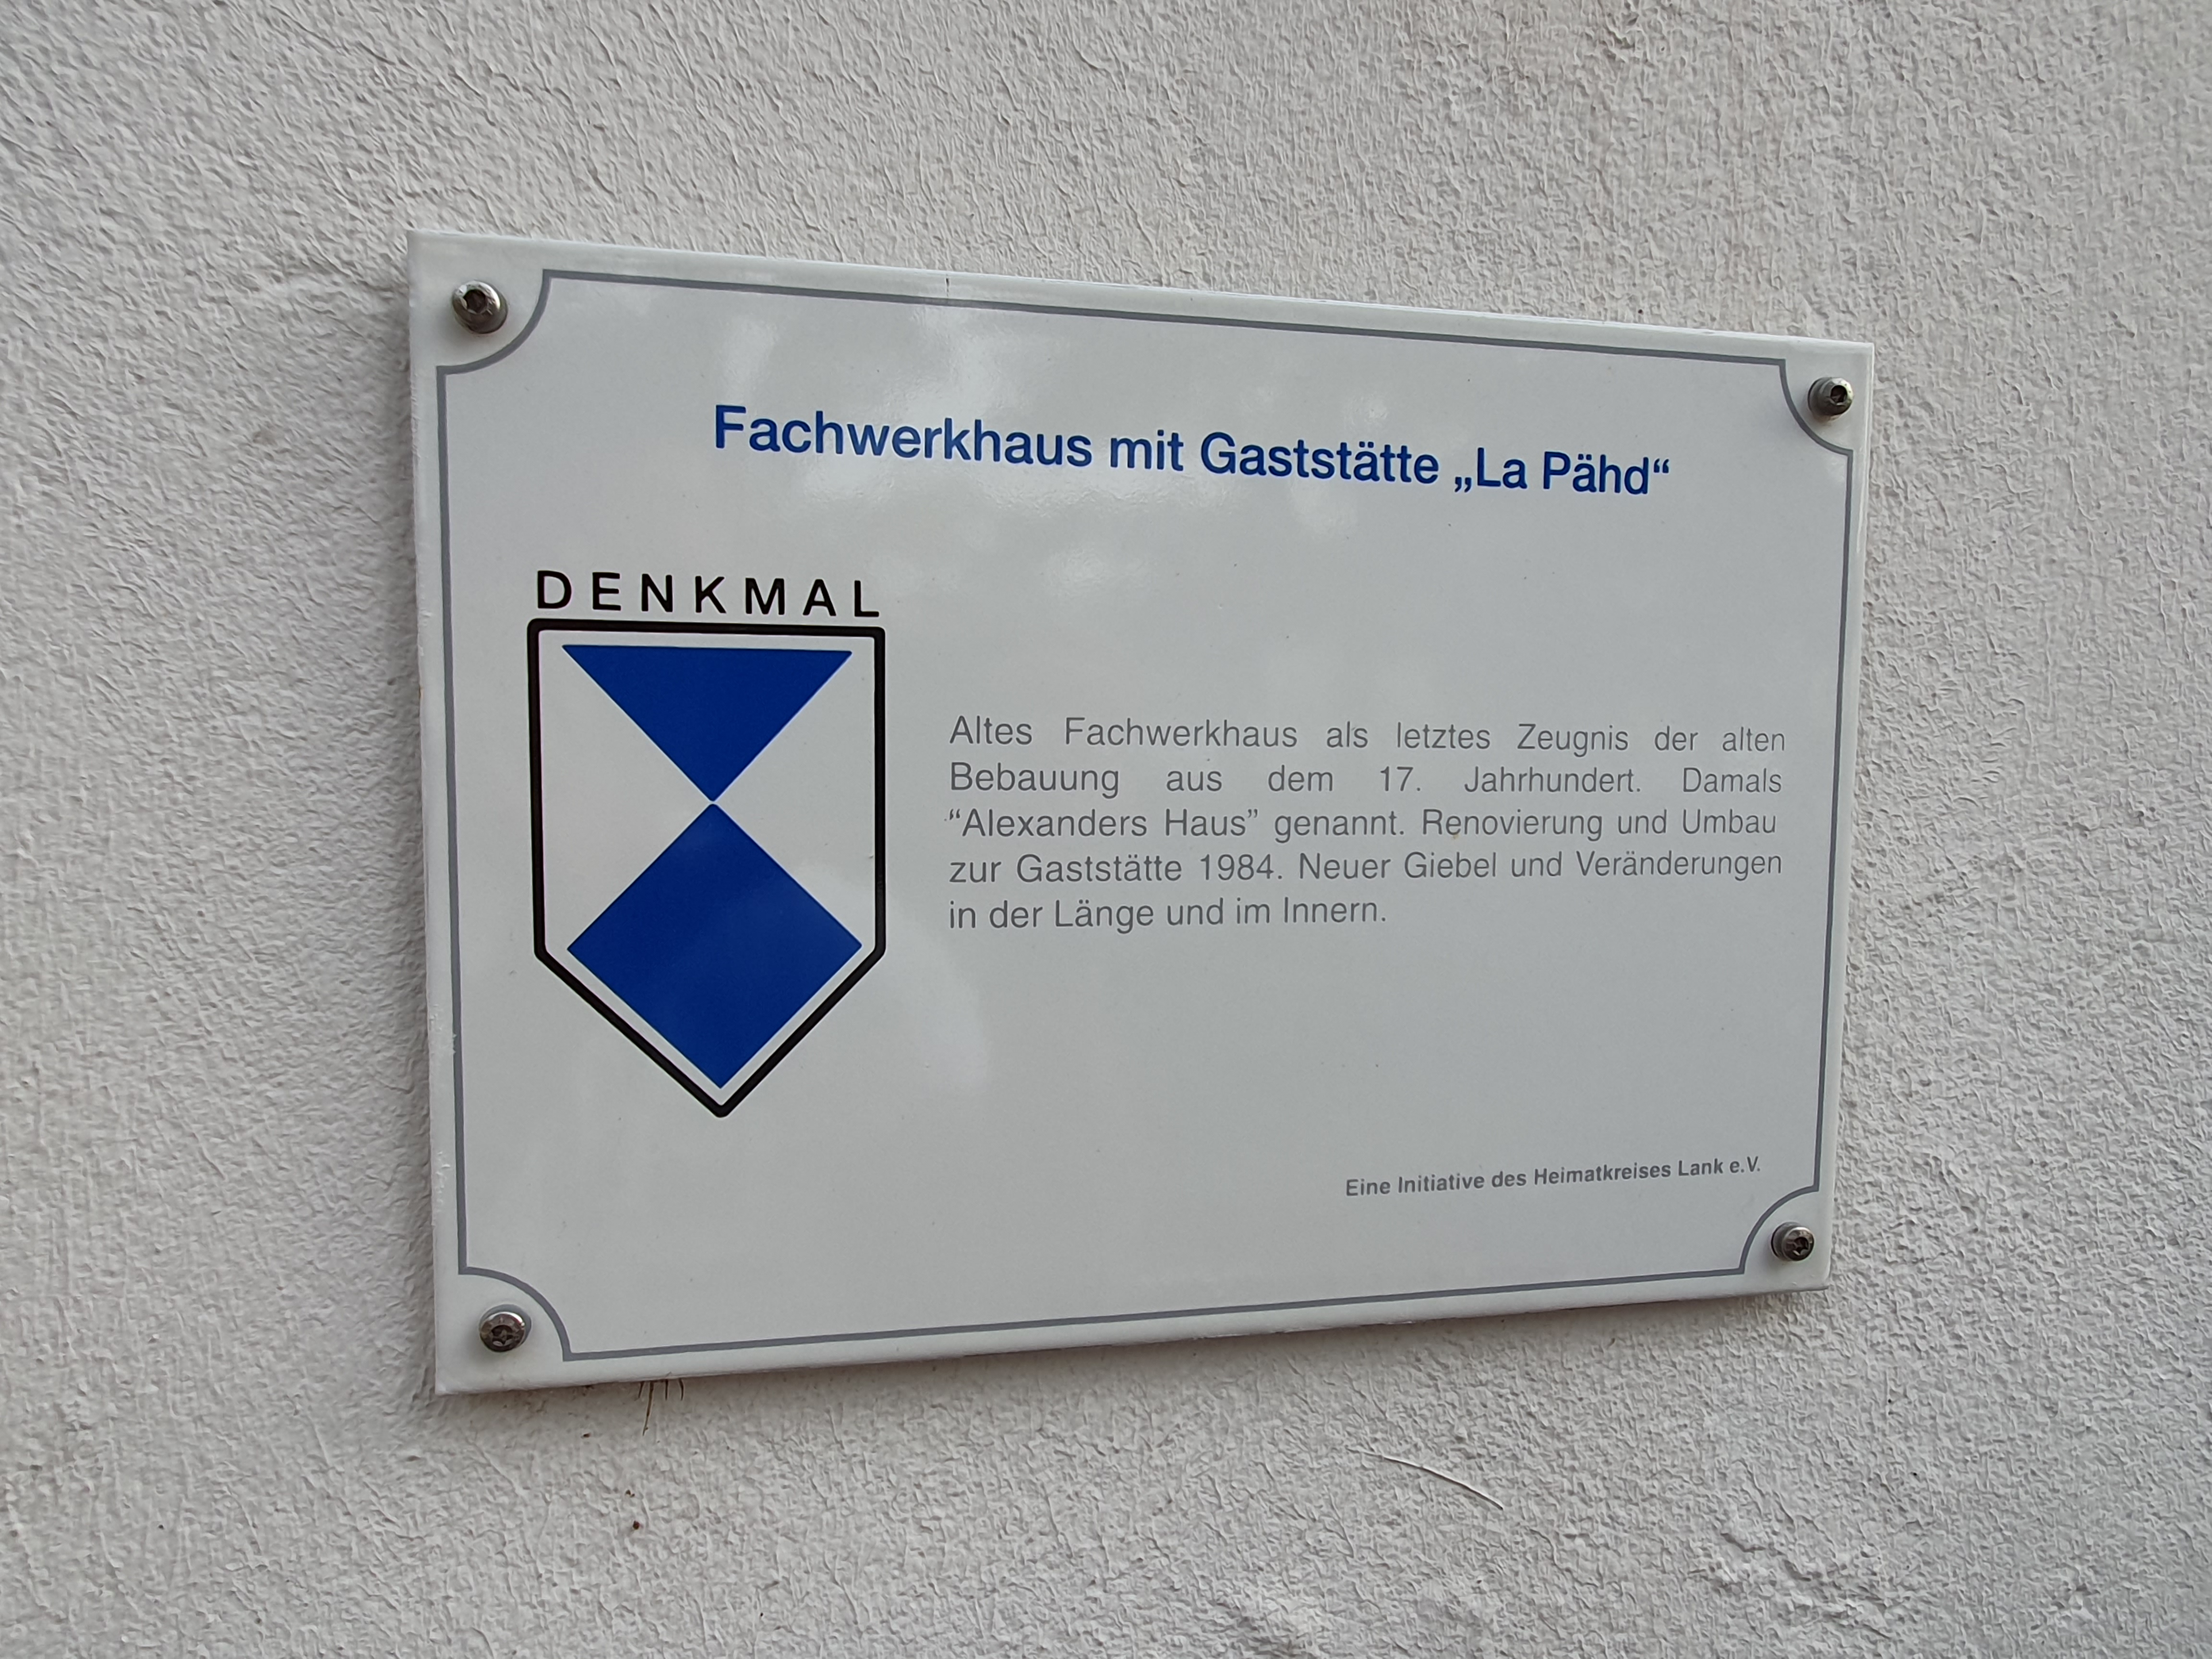 Fachwerkhaus mit Gaststätte „La Pähd“
DENKMAL
Altes Fachwerkhaus als letztes Zeugnis der alten
Bebauung aus dem 17. Jahrhundert. Damals
“Alexanders Haus” genannt. Renovierung und Umbau
zur Gaststätte 1984. Neuer Giebel und Veränderungen
in der Länge und im Innern.
Eine Initiative des Heimatkreises Lank e.V.